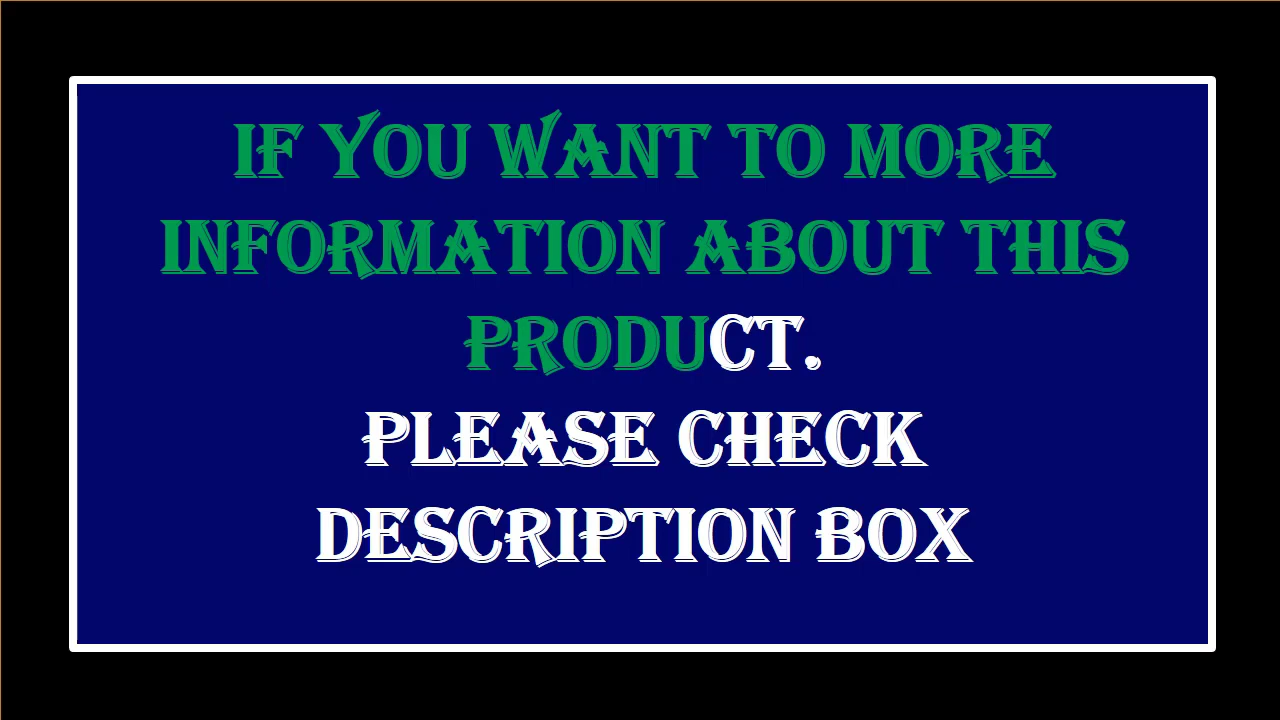 IF YOU WANT TO MORE
INFORMATION ABOUT THIS
PRODUCT.
PLEASE CHECK
DESCRIPTION BOX